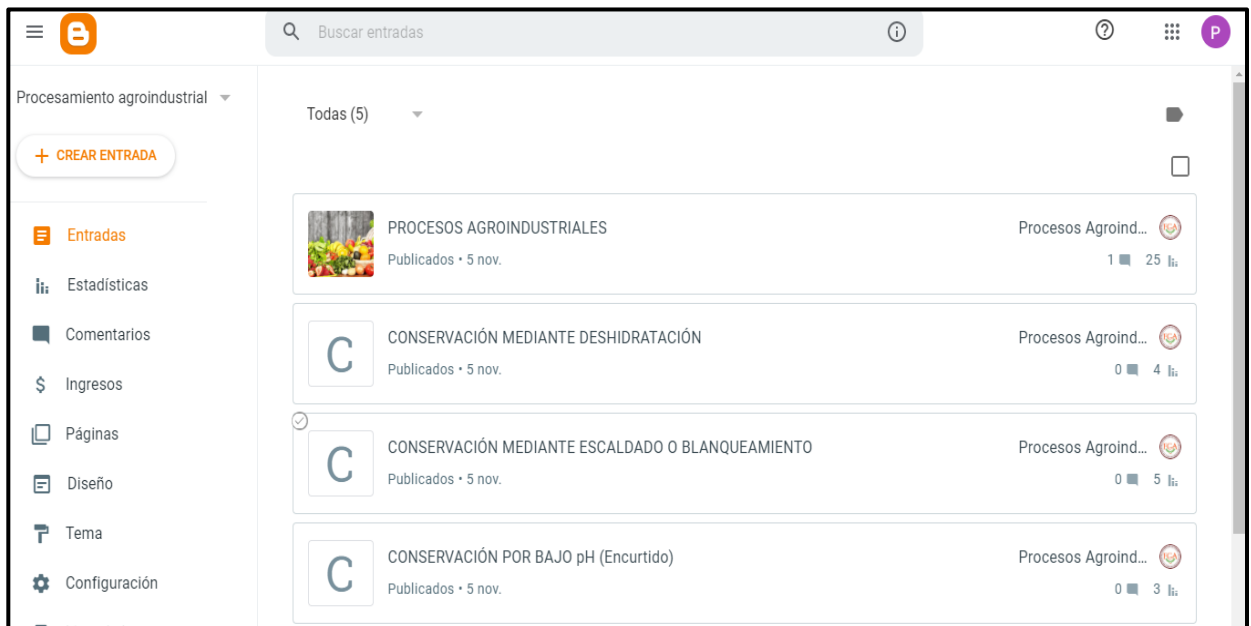 Buscar entradas
P
Procesamiento agroindustrial
+ CREAR ENTRADA
Entradas
Estadísticas
Comentarios
Ingresos
Páginas
Diseño
Tema
Configuración
Todas (5)
PROCESOS AGROINDUSTRIALES
Procesos Agroind...
Publicados • 5 nov.
1 25
C
CONSERVACIÓN MEDIANTE DESHIDRATACIÓN
Procesos Agroind...
Publicados • 5 nov.
0 4
C
CONSERVACIÓN MEDIANTE ESCALDADO O BLANQUEAMIENTO
Procesos Agroind...
Publicados • 5 nov.
0 5
C
CONSERVACIÓN POR BAJO pH (Encurtido)
Procesos Agroind...
Publicados • 5 nov.
0 3